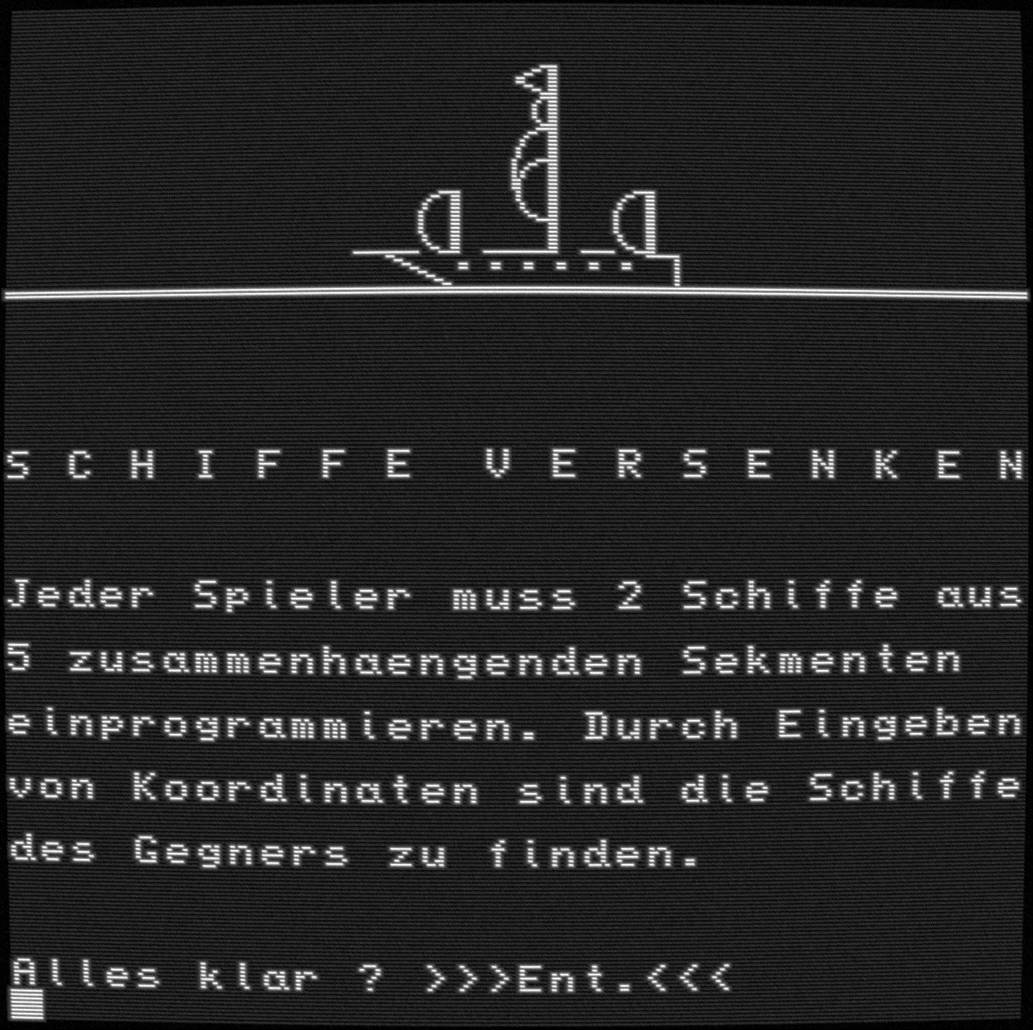 S C H I F F E  V E R S E N K E N
Jeder Spieler muss 2 Schiffe aus
5 zusammenhaengenden Sekmenten
einprogrammieren. Durch Eingeben
von Koordinaten sind die Schiffe
des Gegners zu finden.
Alles klar ? >>>Ent.<<<